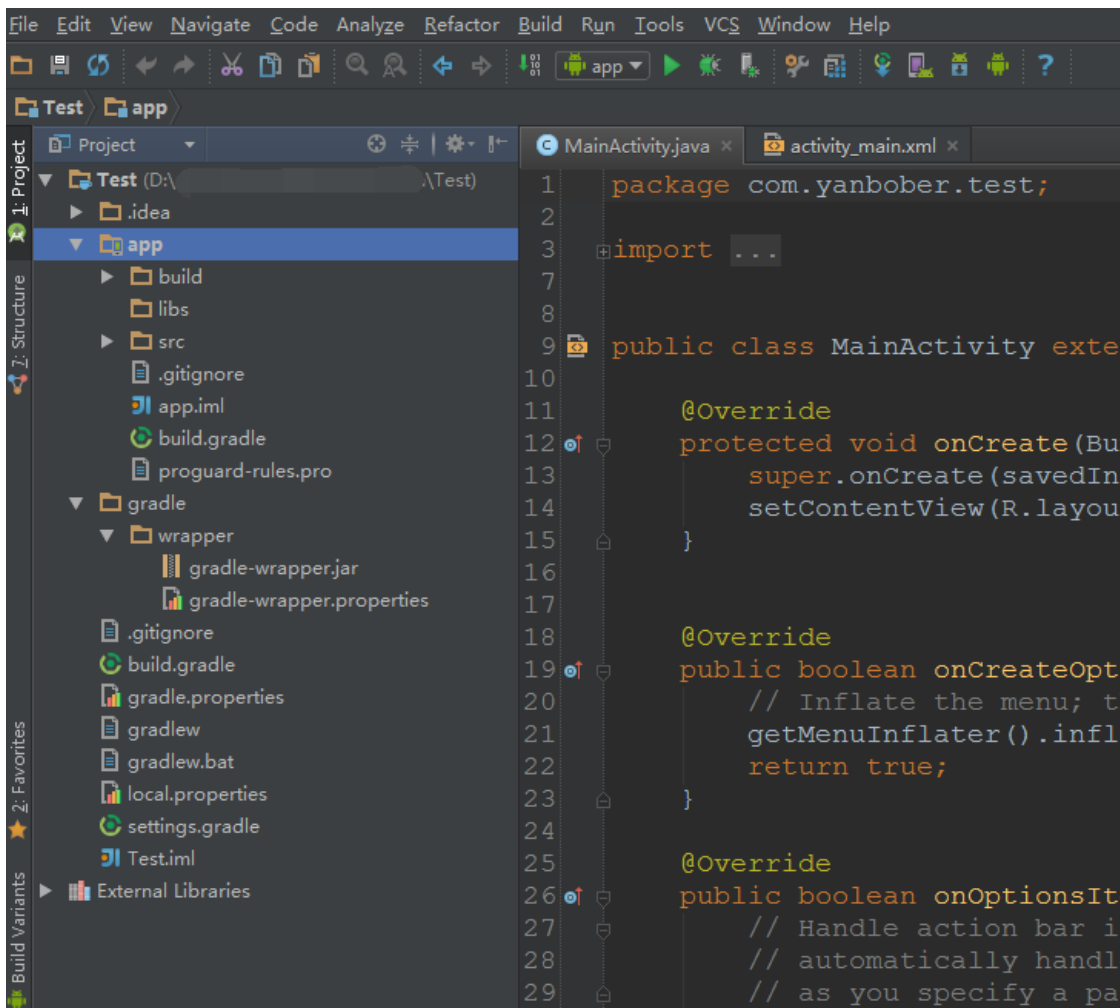 File Edit View Navigate Code Analyze Refactor Build Run Tools VCS Window Help
app
Test app
Project
MainActivity.java
activity_main.xml
1: Project
7: Structure
2: Favorites
Build Variants
Test (D:\ \Test)
.idea
app
build
libs
src
.gitignore
app.iml
build.gradle
proguard-rules.pro
gradle
wrapper
gradle-wrapper.jar
gradle-wrapper.properties
.gitignore
build.gradle
gradle.properties
gradlew
gradlew.bat
local.properties
settings.gradle
Test.iml
External Libraries
1 package com.yanbober.test;
2
3 import ...
7
8
9 public class MainActivity exte
10
11 @Override
12 protected void onCreate(Bu
13 super.onCreate(savedIn
14 setContentView(R.layou
15 }
16
17
18 @Override
19 public boolean onCreateOpt
20 // Inflate the menu; t
21 getMenuInflater().infl
22 return true;
23 }
24
25 @Override
26 public boolean onOptionsIt
27 // Handle action bar i
28 // automatically handl
29 // as you specify a pa